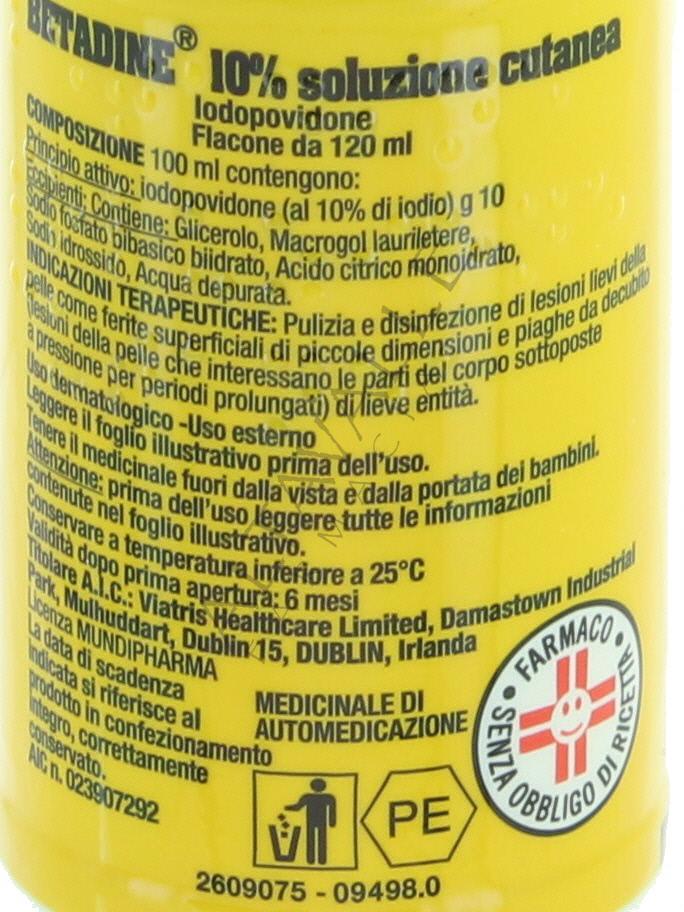 BETADINE® 10% soluzione cutanea
Iodopovidone
Flacone da 120 ml
COMPOSIZIONE 100 ml contengono:
Principio attivo: iodopovidone (al 10% di iodio) g 10
Eccipienti: Contiene: Glicerolo, Macrogol lauriletere,
Sodio fosfato bibasico biidrato, Acido citrico monoidrato,
Sodio idrossido, Acqua depurata.
INDICAZIONI TERAPEUTICHE: Pulizia e disinfezione di lesioni lievi della
pelle come ferite superficiali di piccole dimensioni e piaghe da decubito
(lesioni della pelle che interessano le parti del corpo sottoposte
a pressione per periodi prolungati) di lieve entità.
Uso dermatologico -Uso esterno
Leggere il foglio illustrativo prima dell'uso.
Tenere il medicinale fuori dalla vista e dalla portata dei bambini.
Attenzione: prima dell'uso leggere tutte le informazioni
contenute nel foglio illustrativo.
Conservare a temperatura inferiore a 25°C
Validità dopo prima apertura: 6 mesi
Titolare A.I.C.: Viatris Healthcare Limited, Damastown Industrial
Park, Mulhuddart, Dublin 15, DUBLIN, Irlanda
Licenza MUNDIPHARMA
La data di scadenza
indicata si riferisce al
prodotto in confezionamento
integro, correttamente
conservato.
AIC n. 023907292
MEDICINALE DI
AUTOMEDICAZIONE
FARMACO
SENZA OBBLIGO DI RICETTA
PE
2609075 - 09498.0